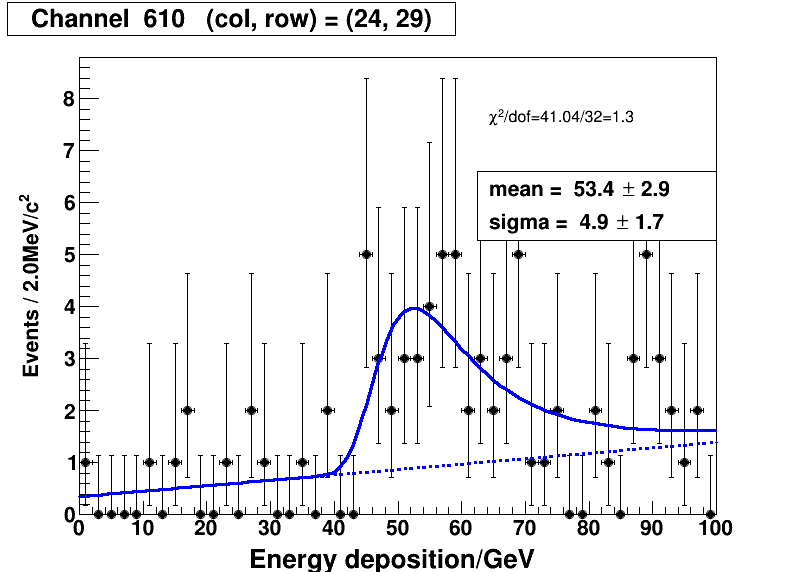 Channel 610 (col, row) = (24, 29)
χ²/dof=41.04/32=1.3
mean = 53.4 ± 2.9
sigma = 4.9 ± 1.7
Events / 2.0MeV/c²
8
7
6
5
4
3
2
1
0
0 10 20 30 40 50 60 70 80 90 100
Energy deposition/GeV